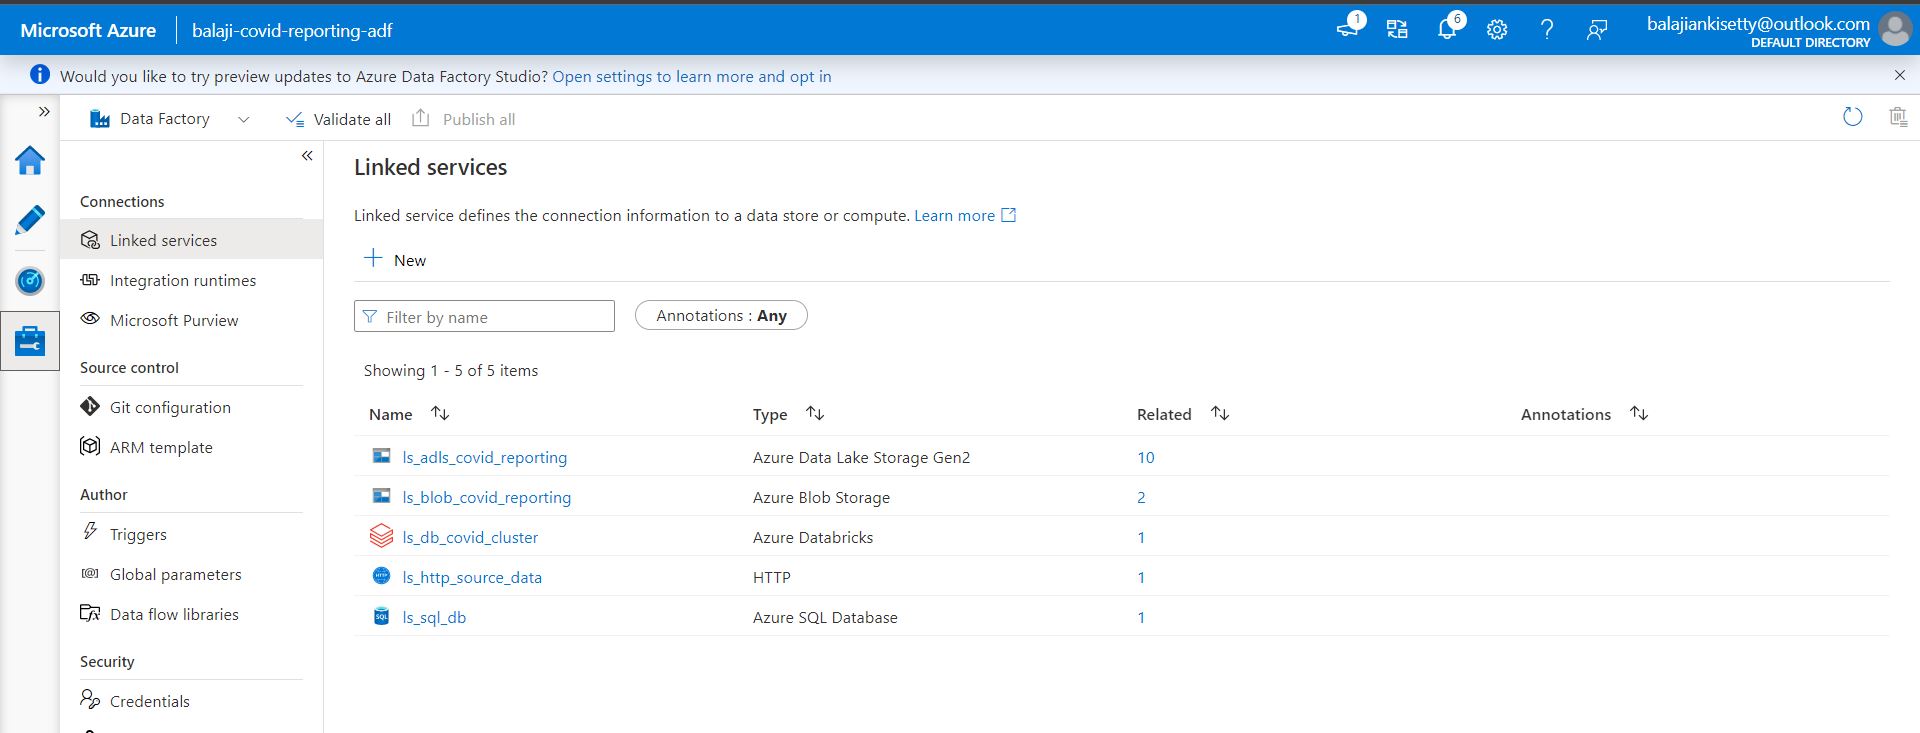 Microsoft Azure balaji-covid-reporting-adf 1 6 balajiankisetty@outlook.com
DEFAULT DIRECTORY
Would you like to try preview updates to Azure Data Factory Studio? Open settings to learn more and opt in
Data Factory Validate all Publish all
Connections
Linked services
Integration runtimes
Microsoft Purview
Source control
Git configuration
ARM template
Author
Triggers
Global parameters
Data flow libraries
Security
Credentials
Linked services
Linked service defines the connection information to a data store or compute. Learn more
New
Filter by name Annotations : Any
Showing 1 - 5 of 5 items
Name Type Related Annotations
ls_adls_covid_reporting Azure Data Lake Storage Gen2 10
ls_blob_covid_reporting Azure Blob Storage 2
ls_db_covid_cluster Azure Databricks 1
ls_http_source_data HTTP 1
ls_sql_db Azure SQL Database 1